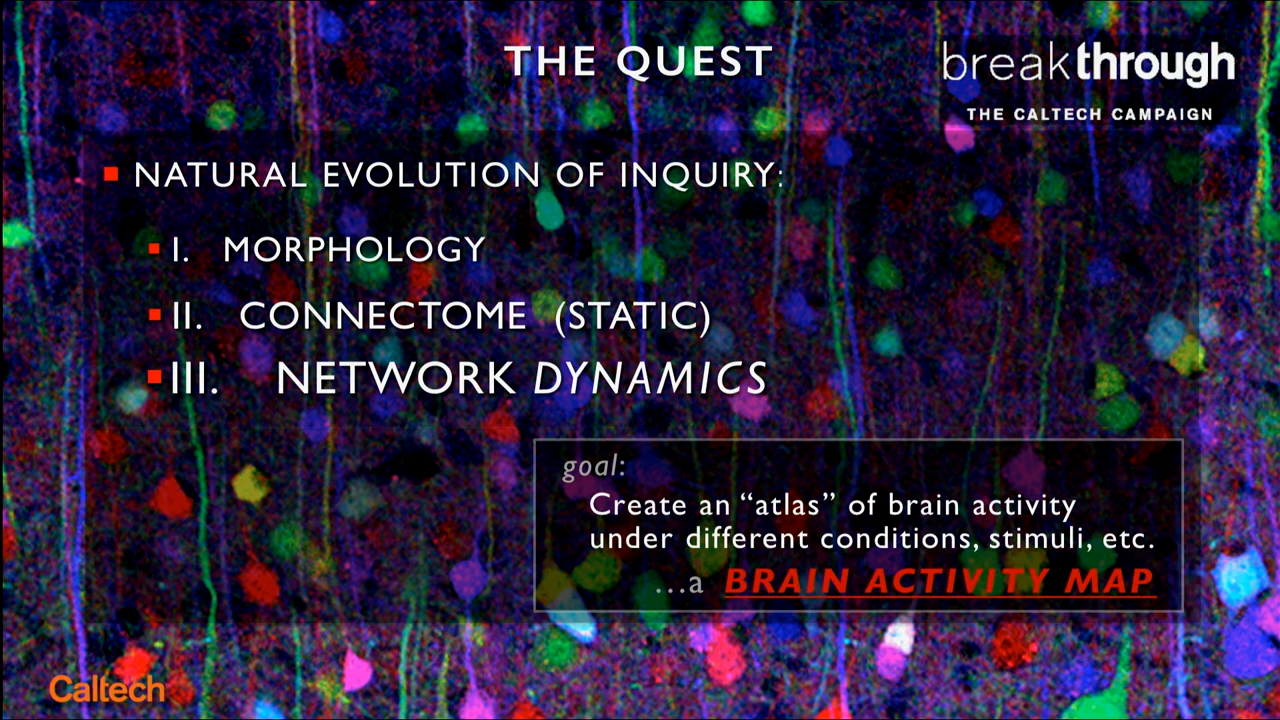 THE QUEST
breakthrough
THE CALTECH CAMPAIGN
NATURAL EVOLUTION OF INQUIRY:
I. MORPHOLOGY
II. CONNECTOME (STATIC)
III. NETWORK DYNAMICS
goal:
Create an “atlas” of brain activity
under different conditions, stimuli, etc.
...a BRAIN ACTIVITY MAP
Caltech